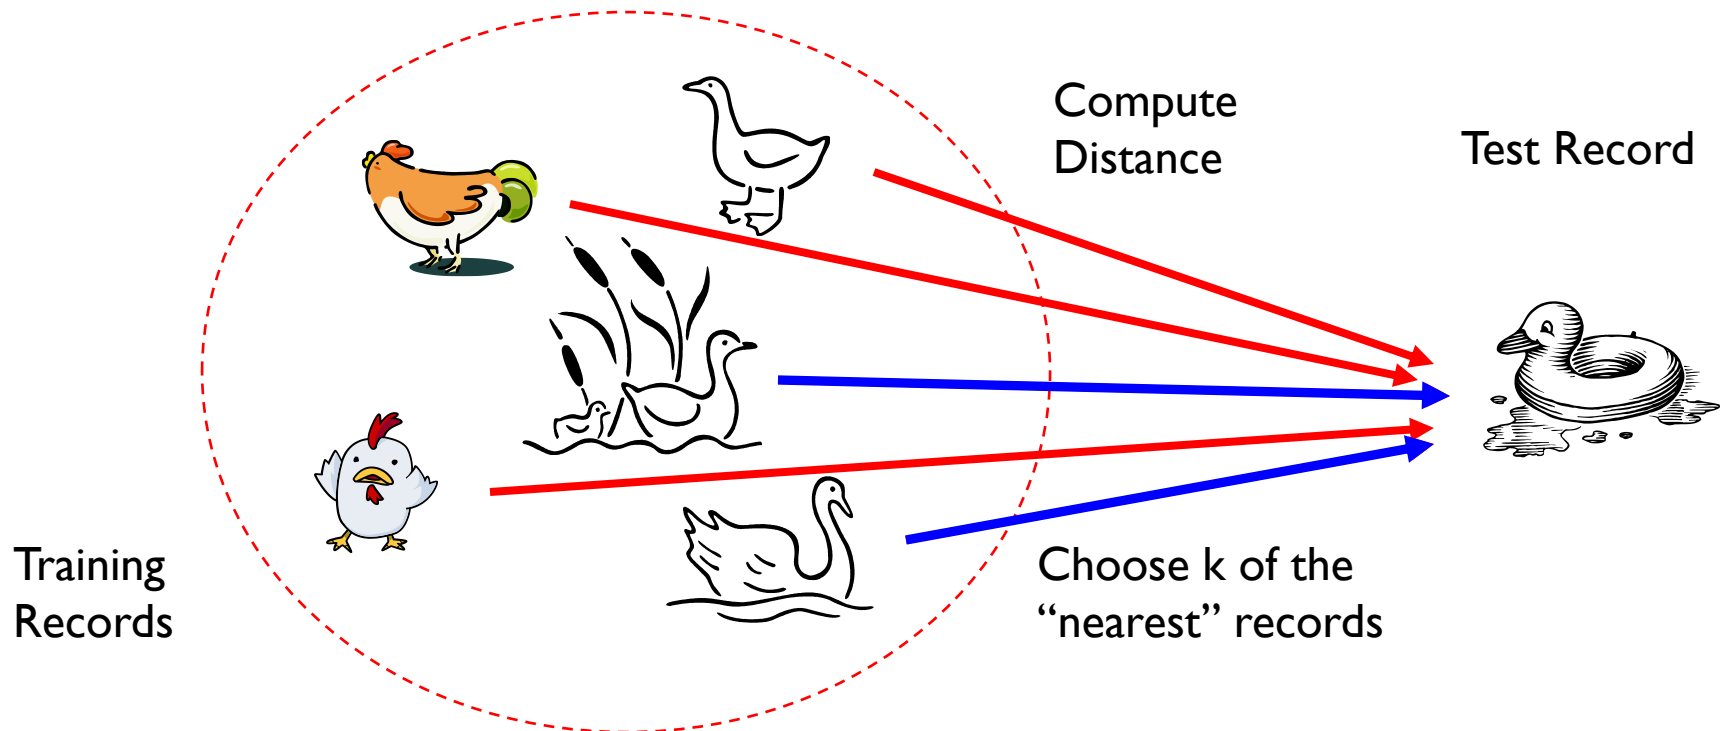 Compute
Distance
Test Record
Training
Records
Choose k of the
“nearest” records